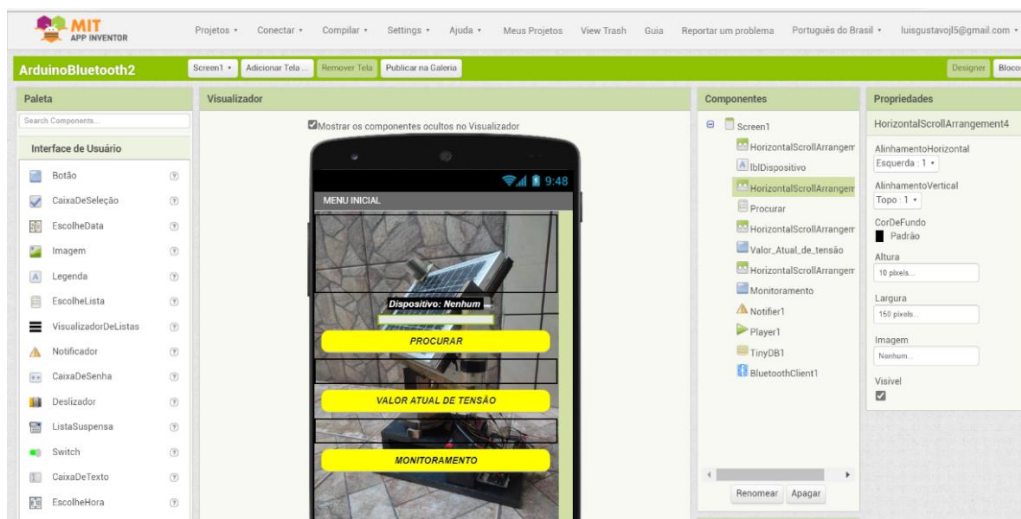 MIT
APP INVENTOR
Projetos Conectar Compilar Settings Ajuda Meus Projetos View Trash Guia Reportar um problema Português do Brasil luisgustavojl5@gmail.com
ArduinoBluetooth2
Screen1 Adicionar Tela ... Remover Tela Publicar na Galeria Designer Blocos
Paleta
Search Components...
Interface de Usuário
Botão
CaixaDeSeleção
EscolheData
Imagem
Legenda
EscolheLista
VisualizadorDeListas
Notificador
CaixaDeSenha
Deslizador
ListaSuspensa
Switch
CaixaDeTexto
EscolheHora
Visualizador
Mostrar os componentes ocultos no Visualizador
9:48
MENU INICIAL
Dispositivo: Nenhum
PROCURAR
VALOR ATUAL DE TENSÃO
MONITORAMENTO
Componentes
Screen1
HorizontalScrollArrangem
lblDispositivo
HorizontalScrollArrangem
Procurar
HorizontalScrollArrangem
Valor_Atual_de_tensão
HorizontalScrollArrangem
Monitoramento
Notifier1
Player1
TinyDB1
BluetoothClient1
Renomear Apagar
Propriedades
HorizontalScrollArrangement4
AlinhamentoHorizontal
Esquerda : 1
AlinhamentoVertical
Topo : 1
CorDeFundo
Padrão
Altura
10 pixels...
Largura
150 pixels...
Imagem
Nenhum...
Visível